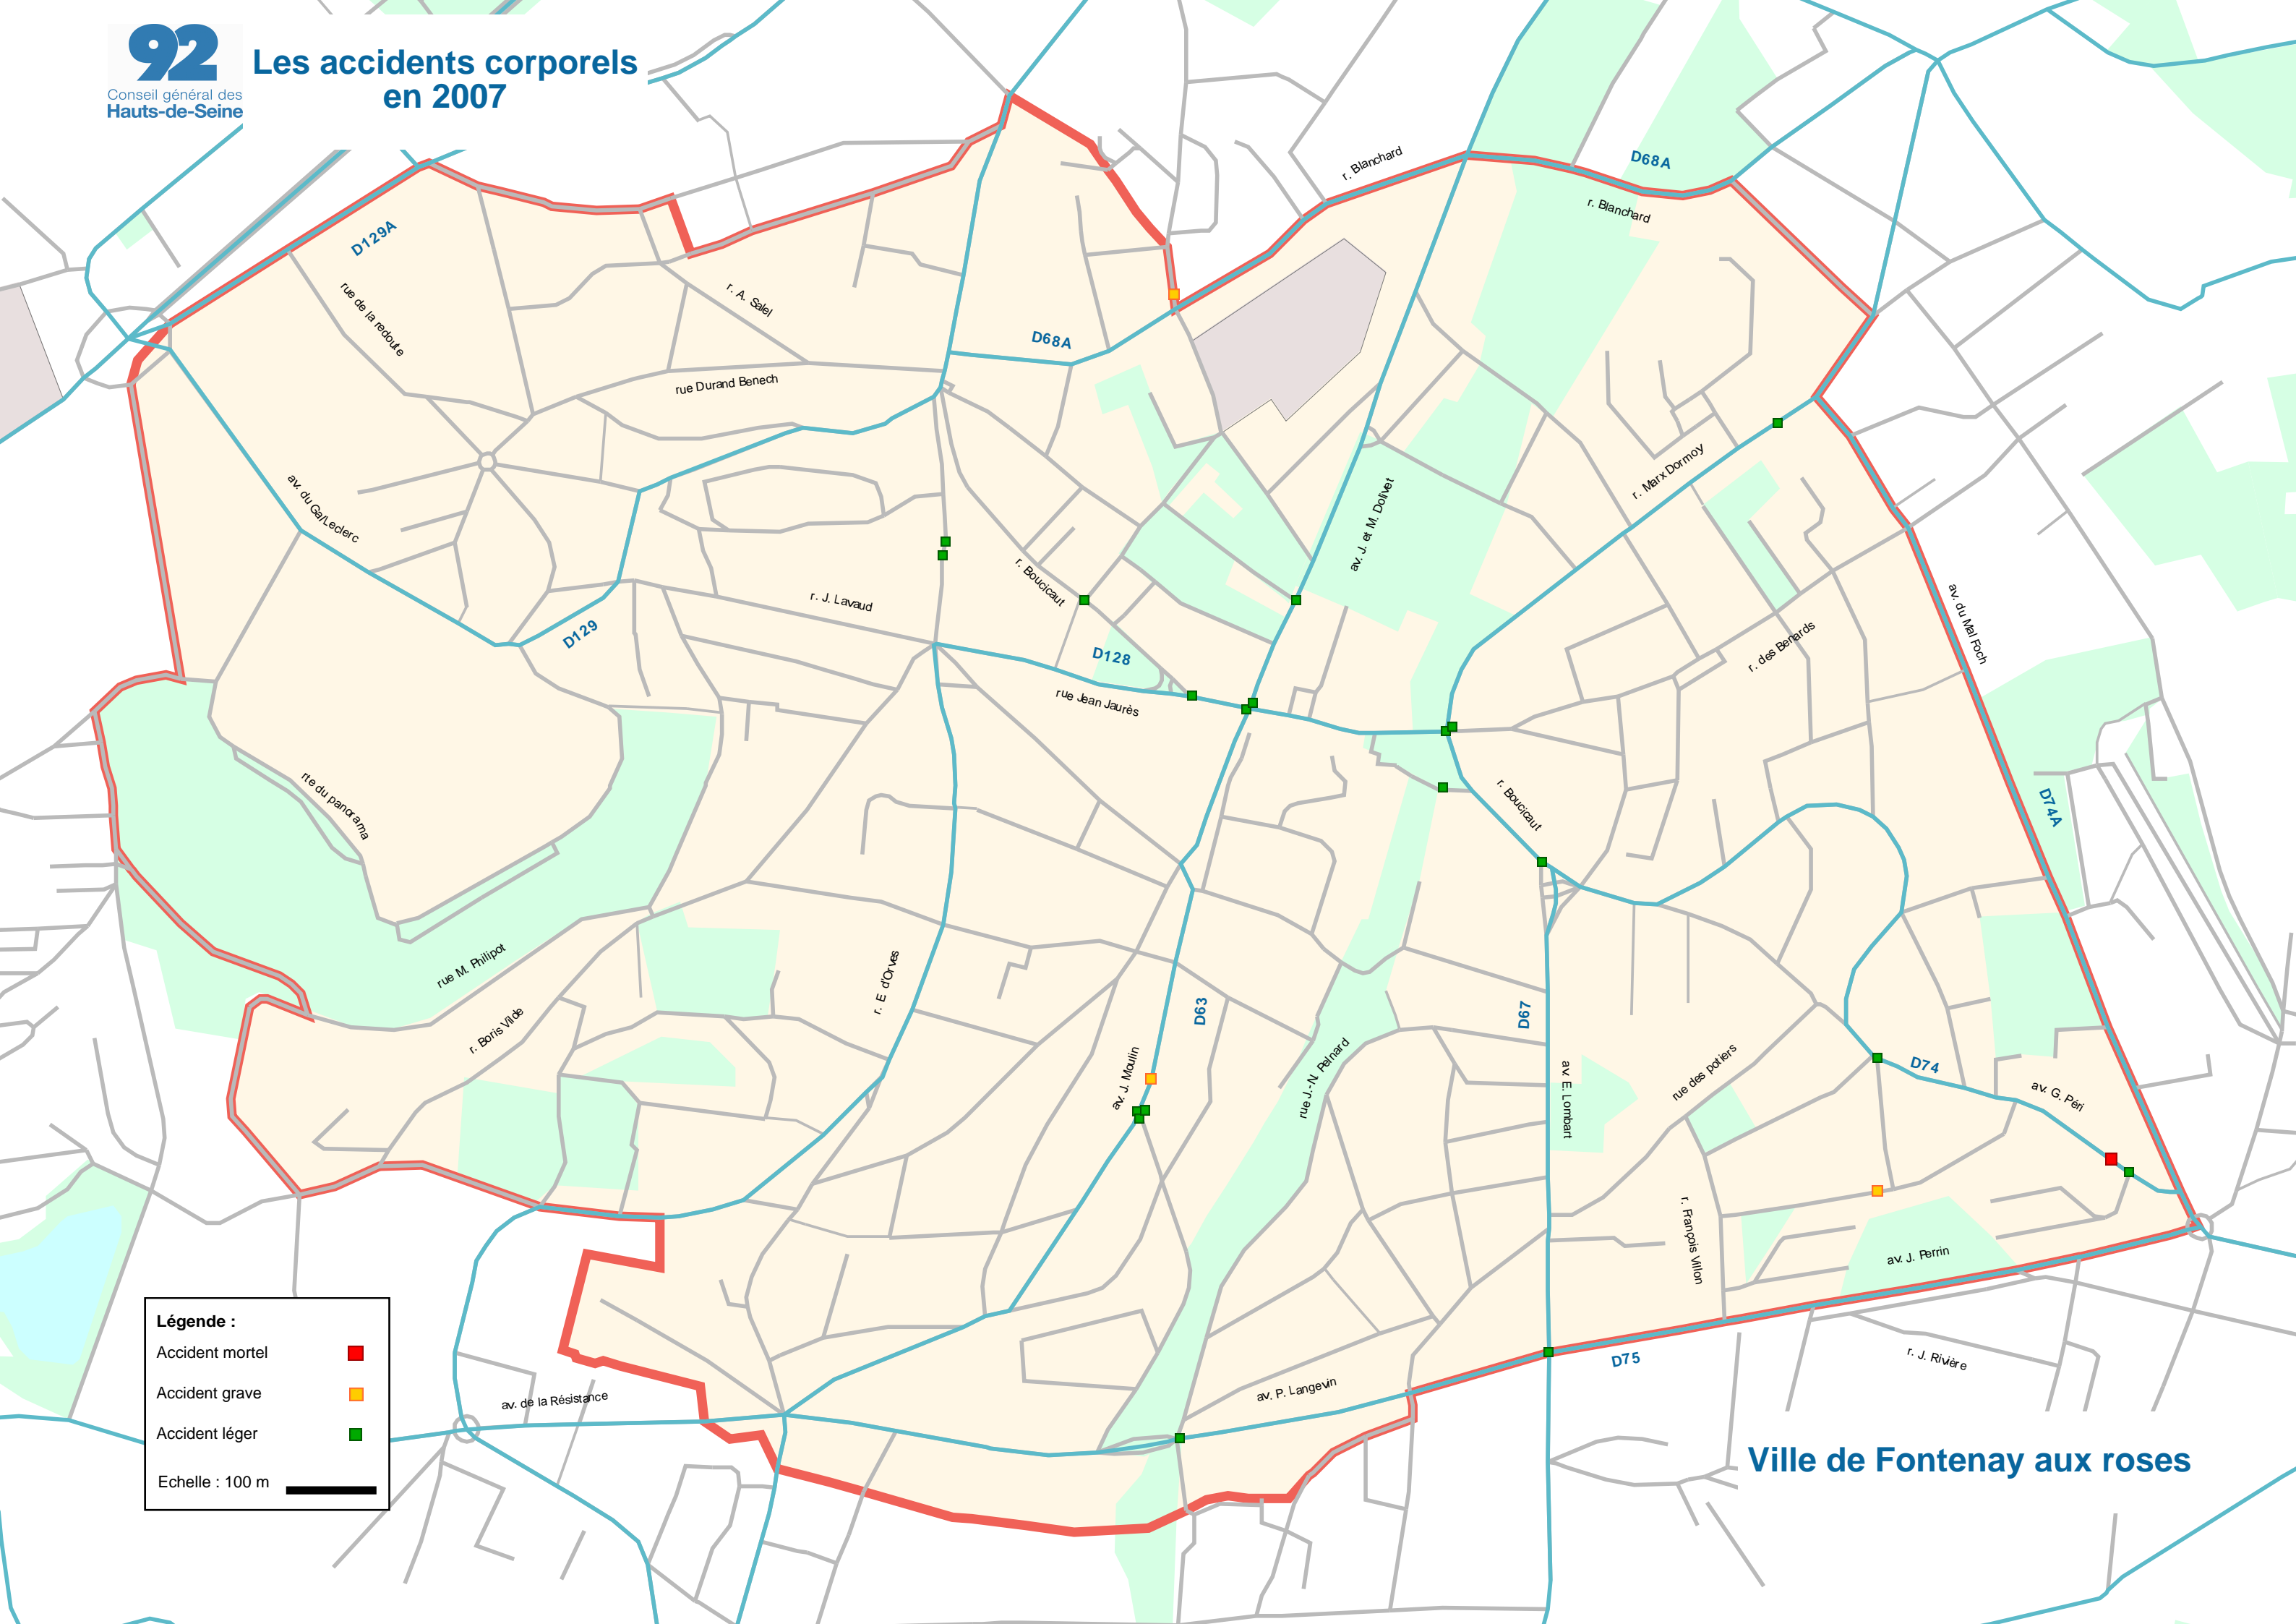 92
Conseil général des
Hauts-de-Seine
Les accidents corporels
en 2007
r. Blanchard
D68A
r. Blanchard
D129A
rue de la redoute
r. A. Salel
D68A
rue Durand Benech
av. du Gal Leclerc
r. Marx Dormoy
av. J. et M. Dolivet
r. Boucicaut
r. J. Lavaud
D129
D128
rue Jean Jaurès
r. des Benards
av. du Mal Foch
D74A
rte du panorama
r. Boucicaut
rue M. Philipot
r. E. d'Orves
r. Boris Vilde
D63
D67
av. J. Moulin
rue J.-N. Pelnard
av. E. Lombart
rue des potiers
D74
av. G. Péri
r. François Villon
av. J. Perrin
D75
r. J. Rivière
av. P. Langevin
av. de la Résistance
Légende :
Accident mortel
Accident grave
Accident léger
Echelle : 100 m
Ville de Fontenay aux roses